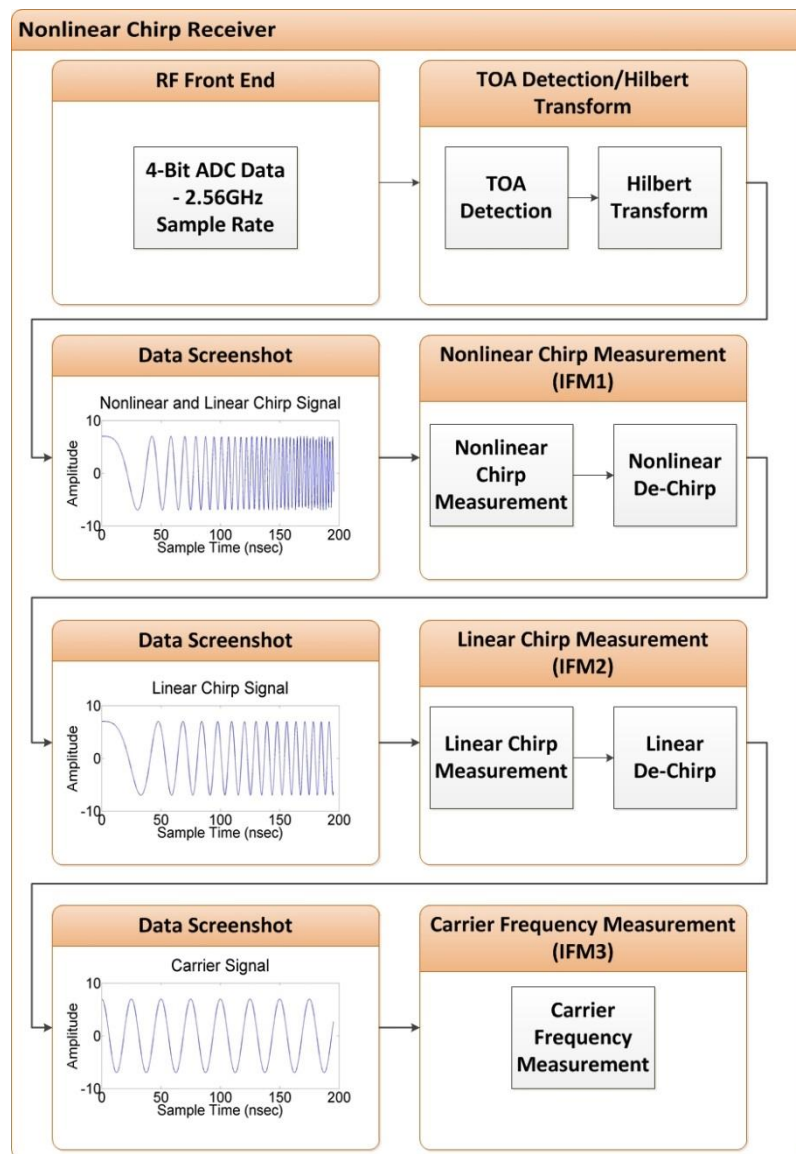 Nonlinear Chirp Receiver
RF Front End
4-Bit ADC Data
- 2.56GHz
Sample Rate
TOA Detection/Hilbert
Transform
TOA
Detection
Hilbert
Transform
Data Screenshot
Nonlinear and Linear Chirp Signal
10
0
-10
Amplitude
0 50 100 150 200
Sample Time (nsec)
Nonlinear Chirp Measurement
(IFM1)
Nonlinear
Chirp
Measurement
Nonlinear
De-Chirp
Data Screenshot
Linear Chirp Signal
10
0
-10
Amplitude
0 50 100 150 200
Sample Time (nsec)
Linear Chirp Measurement
(IFM2)
Linear Chirp
Measurement
Linear
De-Chirp
Data Screenshot
Carrier Signal
10
0
-10
Amplitude
0 50 100 150 200
Sample Time (nsec)
Carrier Frequency Measurement
(IFM3)
Carrier
Frequency
Measurement